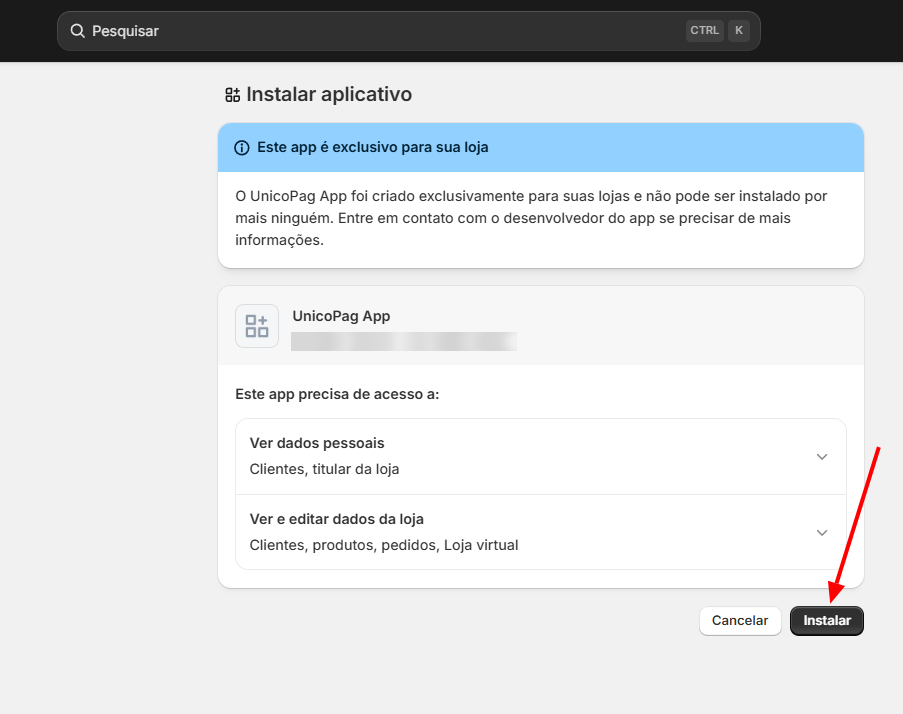 Pesquisar
CTRL K
Instalar aplicativo
Este app é exclusivo para sua loja
O UnicoPag App foi criado exclusivamente para suas lojas e não pode ser instalado por
mais ninguém. Entre em contato com o desenvolvedor do app se precisar de mais
informações.
UnicoPag App
Este app precisa de acesso a:
Ver dados pessoais
Clientes, titular da loja
Ver e editar dados da loja
Clientes, produtos, pedidos, Loja virtual
Cancelar
Instalar